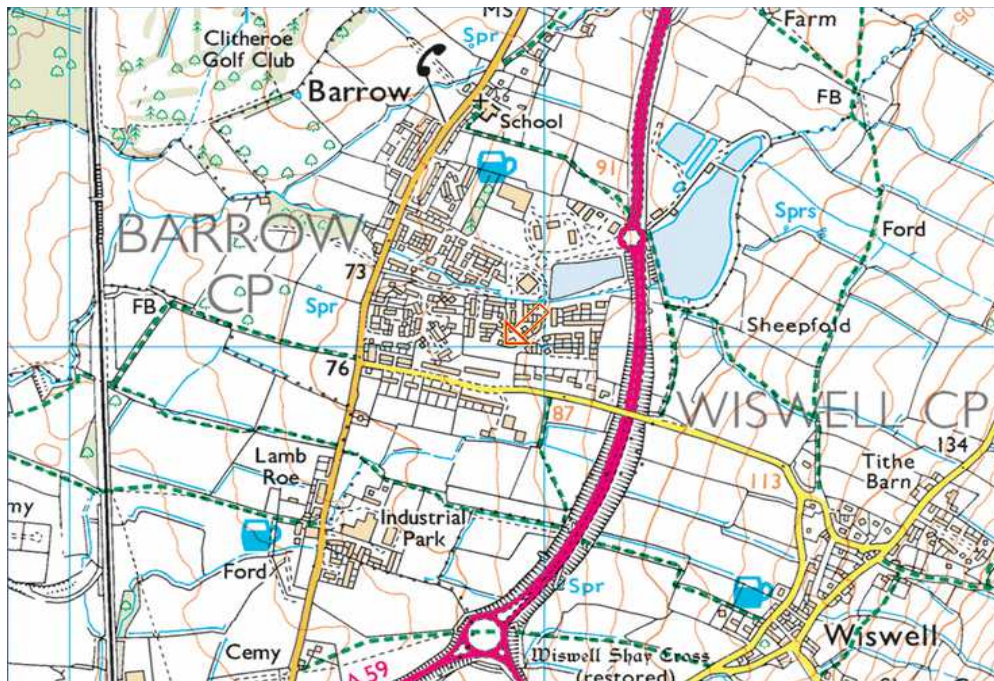 MS
Farm
105
Clitheroe
Golf Club
Spr
Barrow
FB
School
91
BARROW
CP
Sprs
Ford
73
Spr
FB
Sheepfold
76
WISWELL CP
87
134
Tithe
Barn
Lamb
Roe
113
my
Industrial
Park
Ford
Spr
Wiswell
Cemy
A 59
Wiswell Shay Cross
(restored)